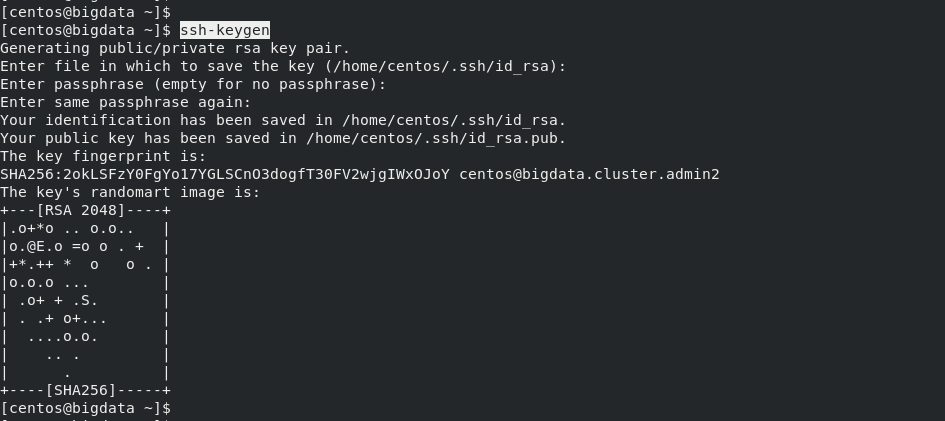 [centos@bigdata ~]$
[centos@bigdata ~]$ ssh-keygen
Generating public/private rsa key pair.
Enter file in which to save the key (/home/centos/.ssh/id_rsa):
Enter passphrase (empty for no passphrase):
Enter same passphrase again:
Your identification has been saved in /home/centos/.ssh/id_rsa.
Your public key has been saved in /home/centos/.ssh/id_rsa.pub.
The key fingerprint is:
SHA256:2okLSFzY0FgYo17YGLSCnO3dogfT30FV2wjgIWxOJoY centos@bigdata.cluster.admin2
The key's randomart image is:
+---[RSA 2048]----+
|.o+*o .. o.o..   |
|o.@E.o =o o . +  |
|+*.++ *  o   o . |
|o.o.o ...        |
| .o+ + .S.       |
| . .+ o+...      |
|  ....o.o.       |
|    .. .         |
|      .          |
+----[SHA256]-----+
[centos@bigdata ~]$